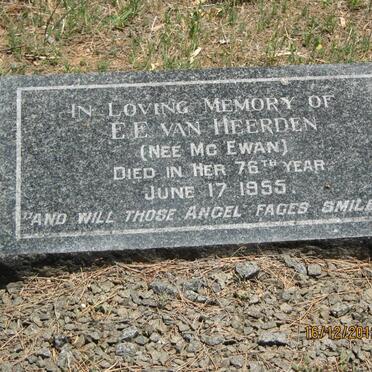 IN LOVING MEMORY OF
E.E. VAN HEERDEN
(NEE MC EWAN)
DIED IN HER 76TH YEAR
JUNE 17 1955.
"AND WILL THOSE ANGEL FACES SMILE
16/12/201